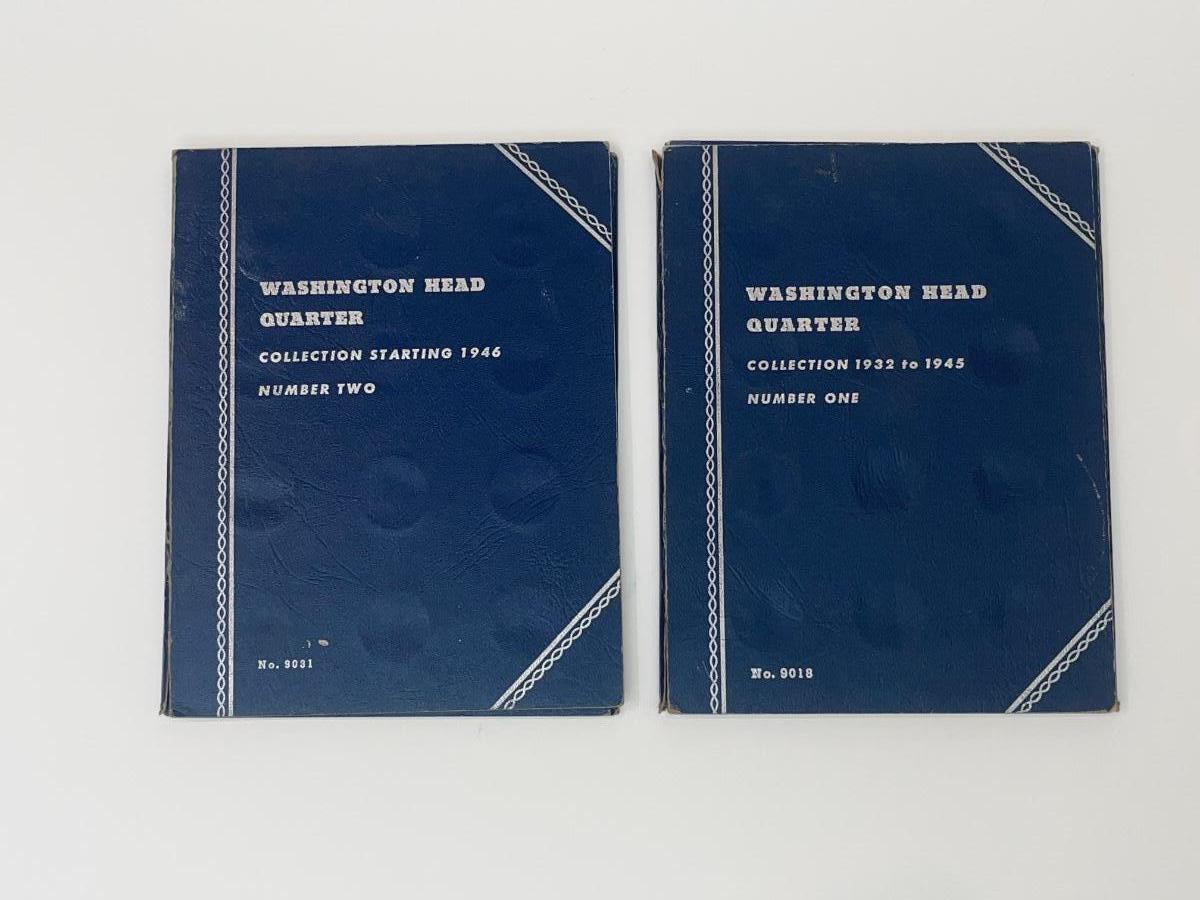 WASHINGTON HEAD
QUARTER
COLLECTION STARTING 1946
NUMBER TWO
No. 9031
WASHINGTON HEAD
QUARTER
COLLECTION 1932 to 1945
NUMBER ONE
No. 9018